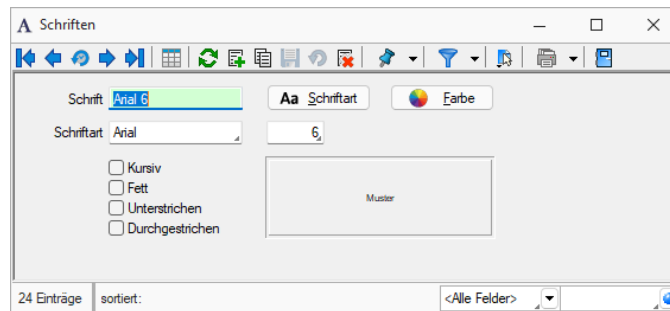 A Schriften
Schrift Arial 6 Aa Schriftart Farbe
Schriftart Arial 6
Kursiv
Fett
Unterstrichen
Durchgestrichen
Muster
24 Einträge sortiert: <Alle Felder>